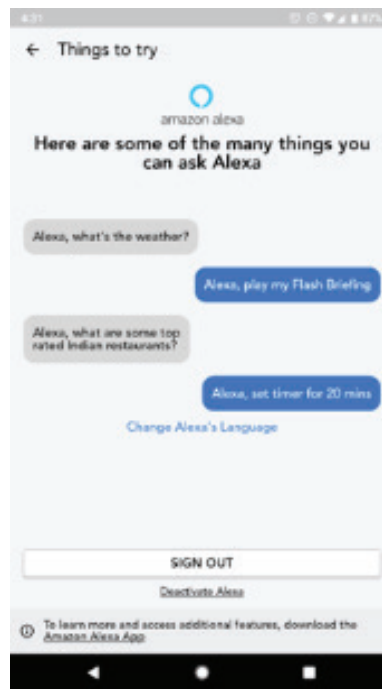 4:31
87%
Things to try
amazon alexa
Here are some of the many things you
can ask Alexa
Alexa, what's the weather?
Alexa, play my Flash Briefing
Alexa, what are some top
rated Indian restaurants?
Alexa, set timer for 20 mins
Change Alexa's Language
SIGN OUT
Deactivate Alexa
To learn more and access additional features, download the
Amazon Alexa App